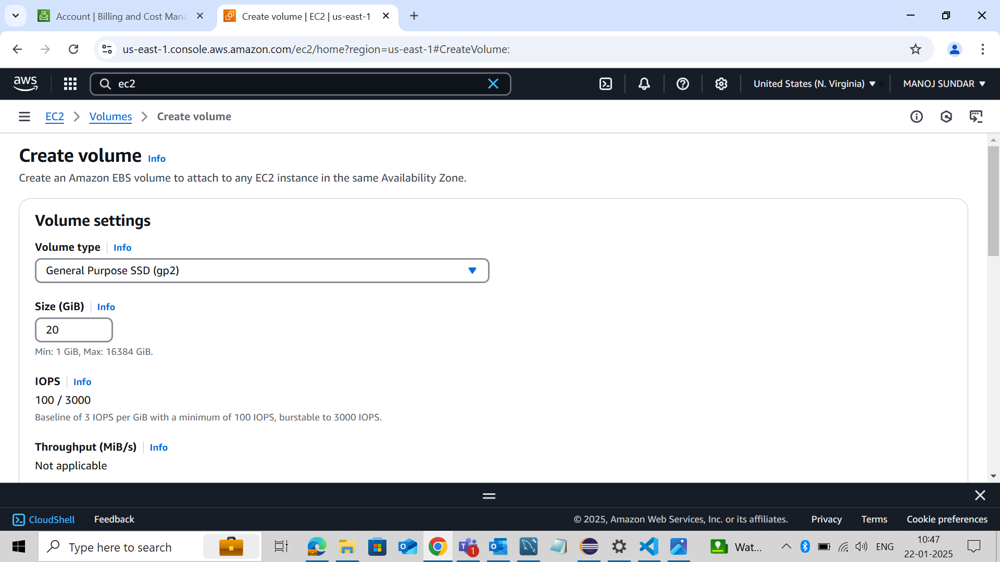 Account | Billing and Cost Mana
Create volume | EC2 | us-east-1
us-east-1.console.aws.amazon.com/ec2/home?region=us-east-1#CreateVolume:
aws
ec2
United States (N. Virginia)
MANOJ SUNDAR
EC2
Volumes
Create volume
Create volume
Info
Create an Amazon EBS volume to attach to any EC2 instance in the same Availability Zone.
Volume settings
Volume type
Info
General Purpose SSD (gp2)
Size (GiB)
Info
20
Min: 1 GiB, Max: 16384 GiB.
IOPS
Info
100 / 3000
Baseline of 3 IOPS per GiB with a minimum of 100 IOPS, burstable to 3000 IOPS.
Throughput (MiB/s)
Info
Not applicable
CloudShell
Feedback
© 2025, Amazon Web Services, Inc. or its affiliates.
Privacy
Terms
Cookie preferences
Type here to search
1
Wat...
ENG
10:47
22-01-2025